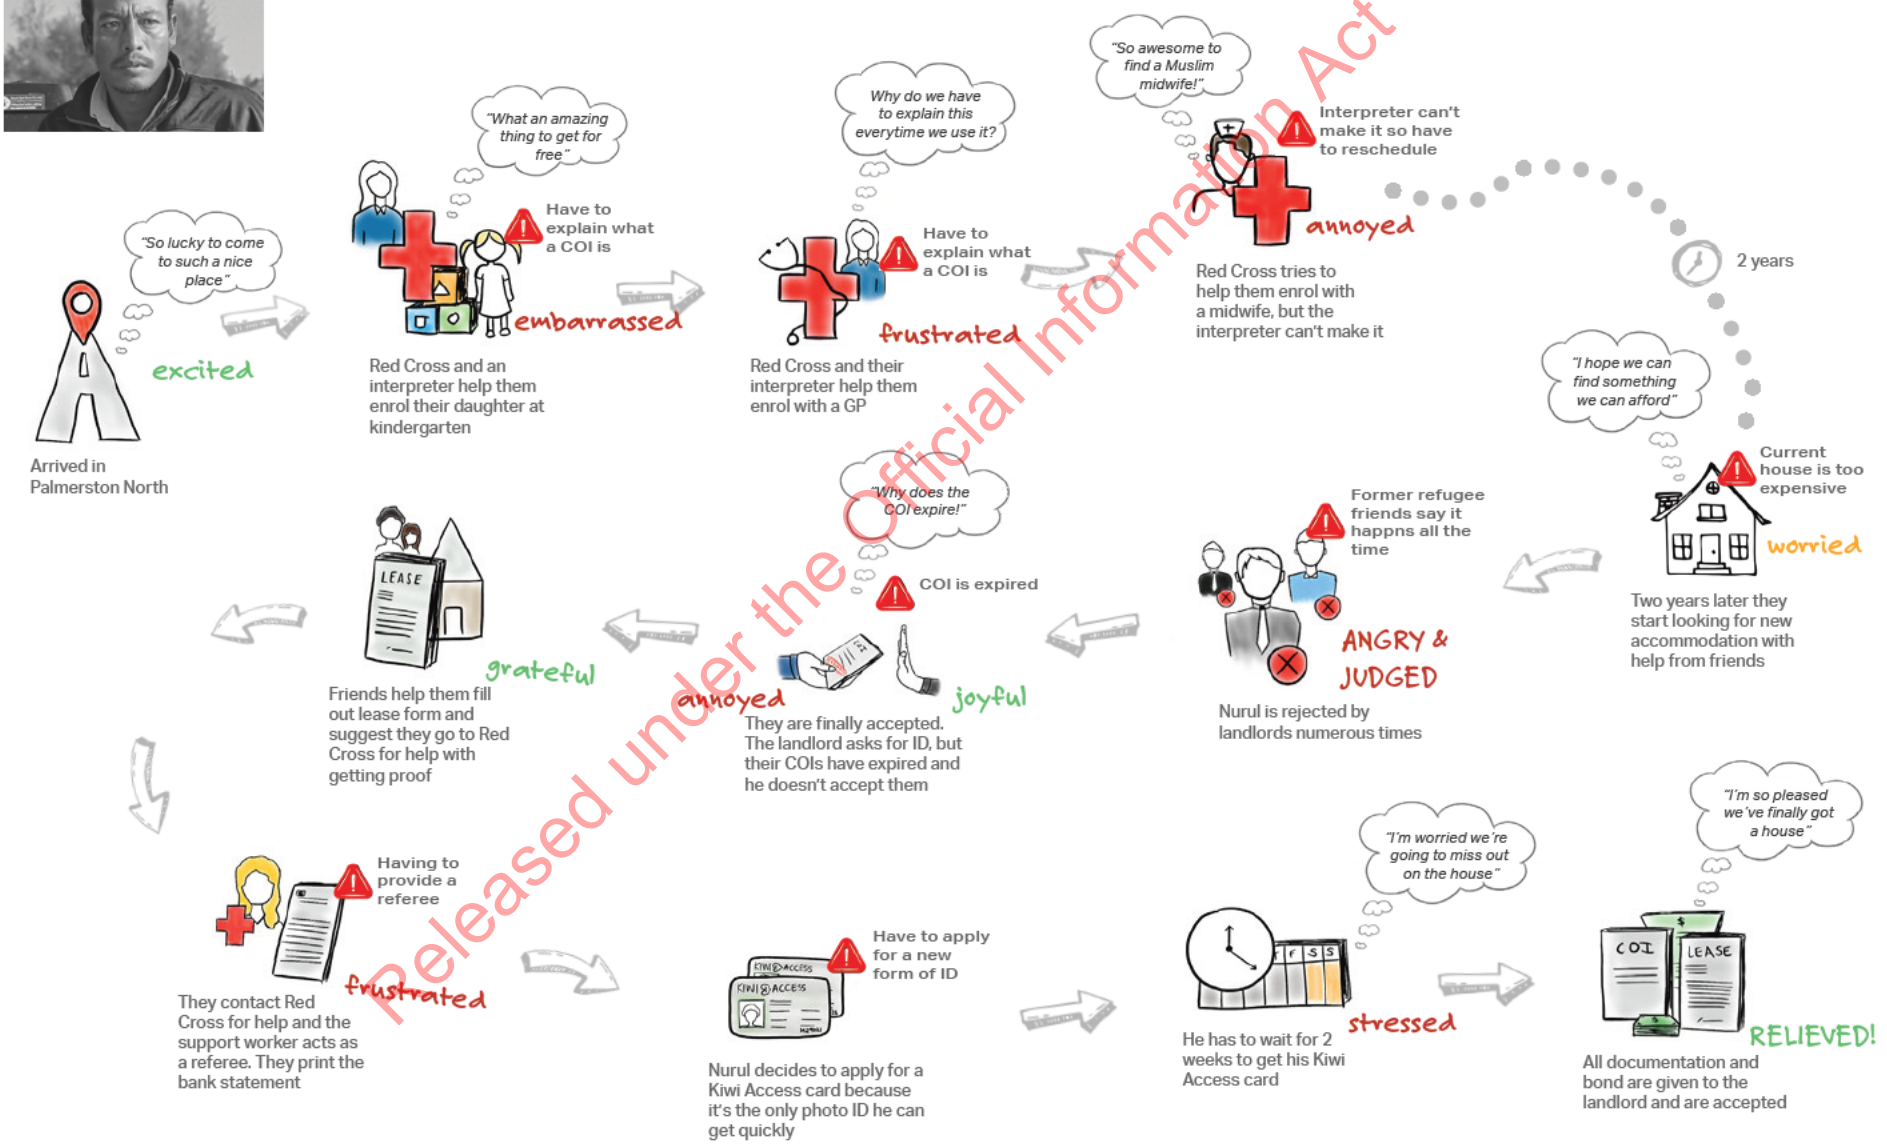 "So lucky to come
to such a nice
place"
excited
Arrived in
Palmerston North
"What an amazing
thing to get for
free"
Have to
explain what
a COI is
embarrassed
Red Cross and an
interpreter help them
enrol their daughter at
kindergarten
Why do we have
to explain this
everytime we use it?
Have to
explain what
a COI is
frustrated
Red Cross and their
interpreter help them
enrol with a GP
"So awesome to
find a Muslim
midwife!"
Interpreter can't
make it so have
to reschedule
annoyed
Red Cross tries to
help them enrol with
a midwife, but the
interpreter can't make it
2 years
"I hope we can
find something
we can afford"
Current
house is too
expensive
worried
Two years later they
start looking for new
accommodation with
help from friends
Former refugee
friends say it
happns all the
time
ANGRY &
JUDGED
Nurul is rejected by
landlords numerous times
"Why does the
COI expire!"
COI is expired
COI
annoyed
joyful
They are finally accepted.
The landlord asks for ID, but
their COIs have expired and
he doesn't accept them
LEASE
grateful
Friends help them fill
out lease form and
suggest they go to Red
Cross for help with
getting proof
Having to
provide a
referee
frustrated
They contact Red
Cross for help and the
support worker acts as
a referee. They print the
bank statement
Have to apply
for a new
form of ID
KIWI ACCESS
KIWI ACCESS
Nurul decides to apply for a
Kiwi Access card because
it's the only photo ID he can
get quickly
"I'm worried we're
going to miss out
on the house"
F S S
stressed
He has to wait for 2
weeks to get his Kiwi
Access card
"I'm so pleased
we've finally got
a house"
$
COI
LEASE
$
RELIEVED!
All documentation and
bond are given to the
landlord and are accepted
Released under the Official Information Act